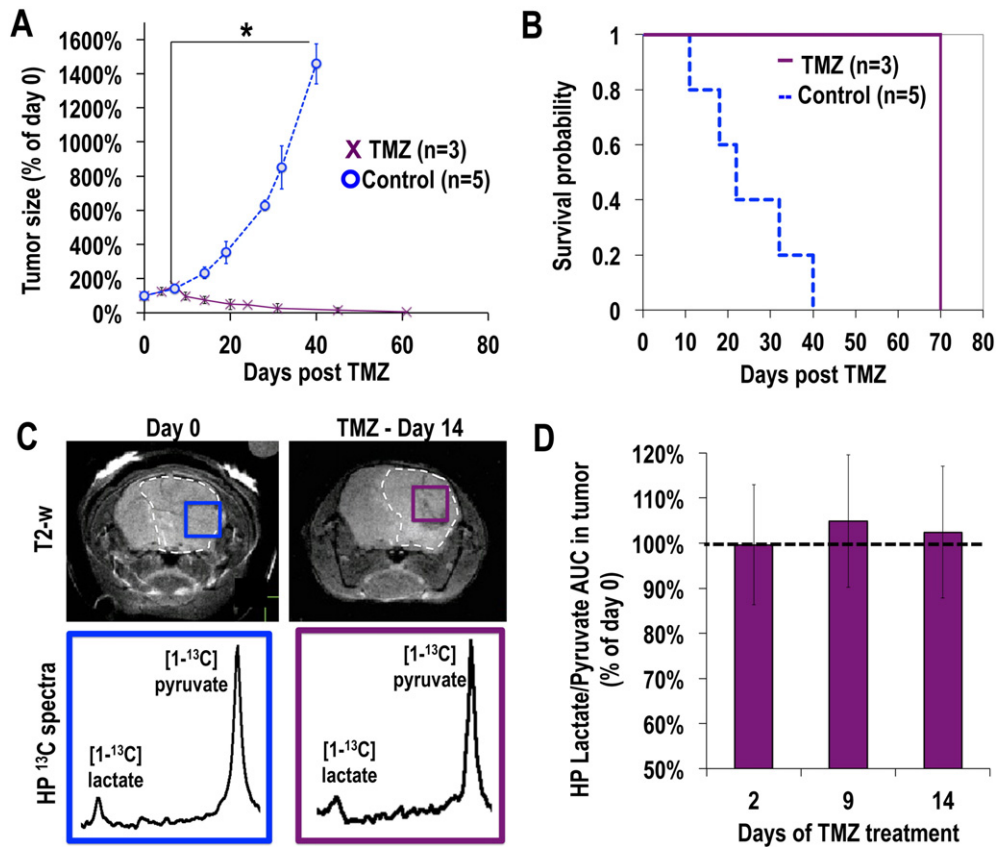 A
*
1600%
1400%
1200%
1000%
800%
600%
400%
200%
0%
Tumor size (% of day 0)
TMZ (n=3)
Control (n=5)
0 20 40 60 80
Days post TMZ
B
1
0.8
0.6
0.4
0.2
0
Survival probability
TMZ (n=3)
Control (n=5)
0 10 20 30 40 50 60 70 80
Days post TMZ
C
Day 0
TMZ - Day 14
T2-w
HP ¹³C spectra
[1-¹³C]
pyruvate
[1-¹³C]
lactate
[1-¹³C]
pyruvate
[1-¹³C]
lactate
D
120%
110%
100%
90%
80%
70%
60%
50%
HP Lactate/Pyruvate AUC in tumor
(% of day 0)
2 9 14
Days of TMZ treatment